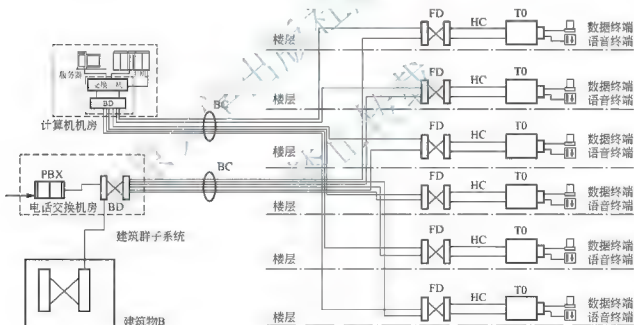 FD HC TO 数据终端
楼层 语音终端
服务器
交换机
BD
计算机机房
BC
FD HC TO 数据终端
楼层 语音终端
FD HC TO 数据终端
楼层 语音终端
PBX
BD
电话交换机房
BC
FD HC TO 数据终端
楼层 语音终端
建筑群子系统
FD HC TO 数据终端
楼层 语音终端
建筑物B
FD HC TO 数据终端
楼层 语音终端